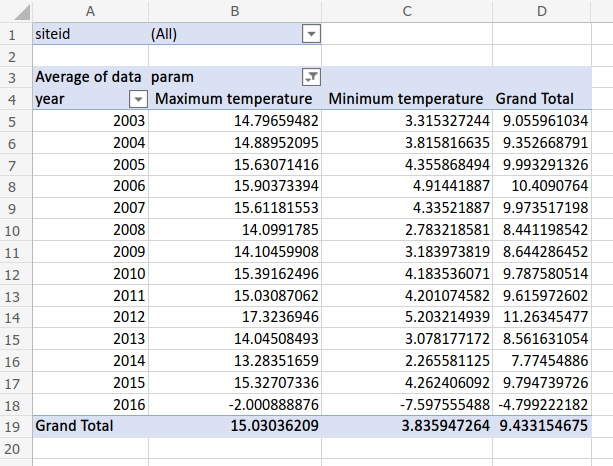 A B C D
1 siteid (All)
2
3 Average of data param
4 year Maximum temperature Minimum temperature Grand Total
5 2003 14.79659482 3.315327244 9.055961034
6 2004 14.88952095 3.815816635 9.352668791
7 2005 15.63071416 4.355868494 9.993291326
8 2006 15.90373394 4.91441887 10.4090764
9 2007 15.61181553 4.33521887 9.973517198
10 2008 14.0991785 2.783218581 8.441198542
11 2009 14.10459908 3.183973819 8.644286452
12 2010 15.39162496 4.183536071 9.787580514
13 2011 15.03087062 4.201074582 9.615972602
14 2012 17.3236946 5.203214939 11.26345477
15 2013 14.04508493 3.078177172 8.561631054
16 2014 13.28351659 2.265581125 7.77454886
17 2015 15.32707336 4.262406092 9.794739726
18 2016 -2.000888876 -7.597555488 -4.799222182
19 Grand Total 15.03036209 3.835947264 9.433154675
20